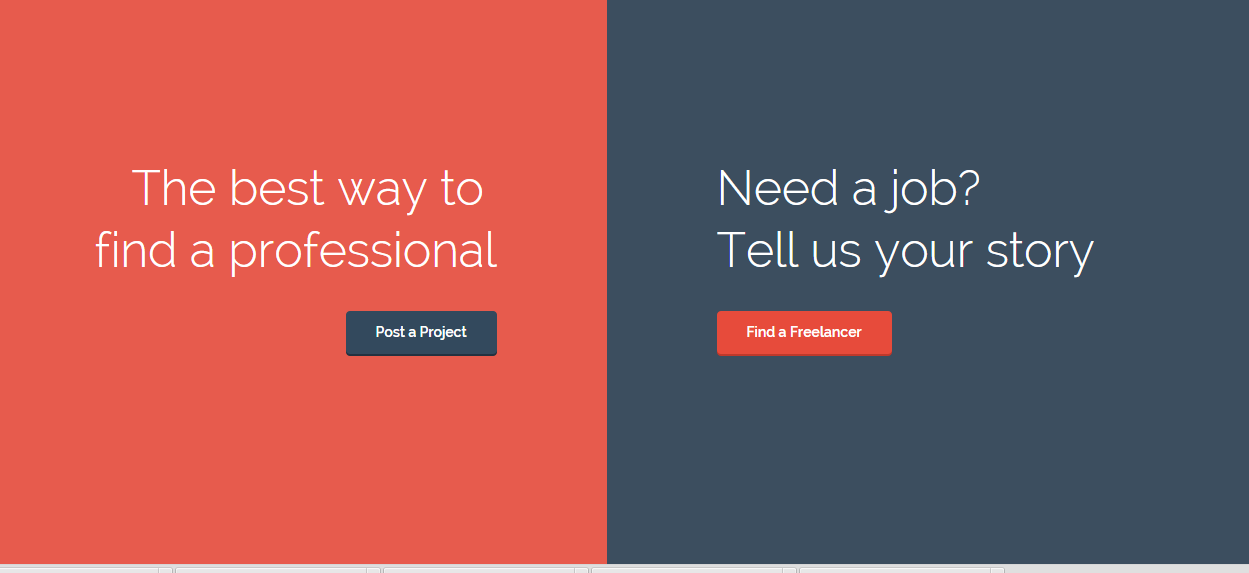 The best way to
find a professional
Post a Project
Need a job?
Tell us your story
Find a Freelancer